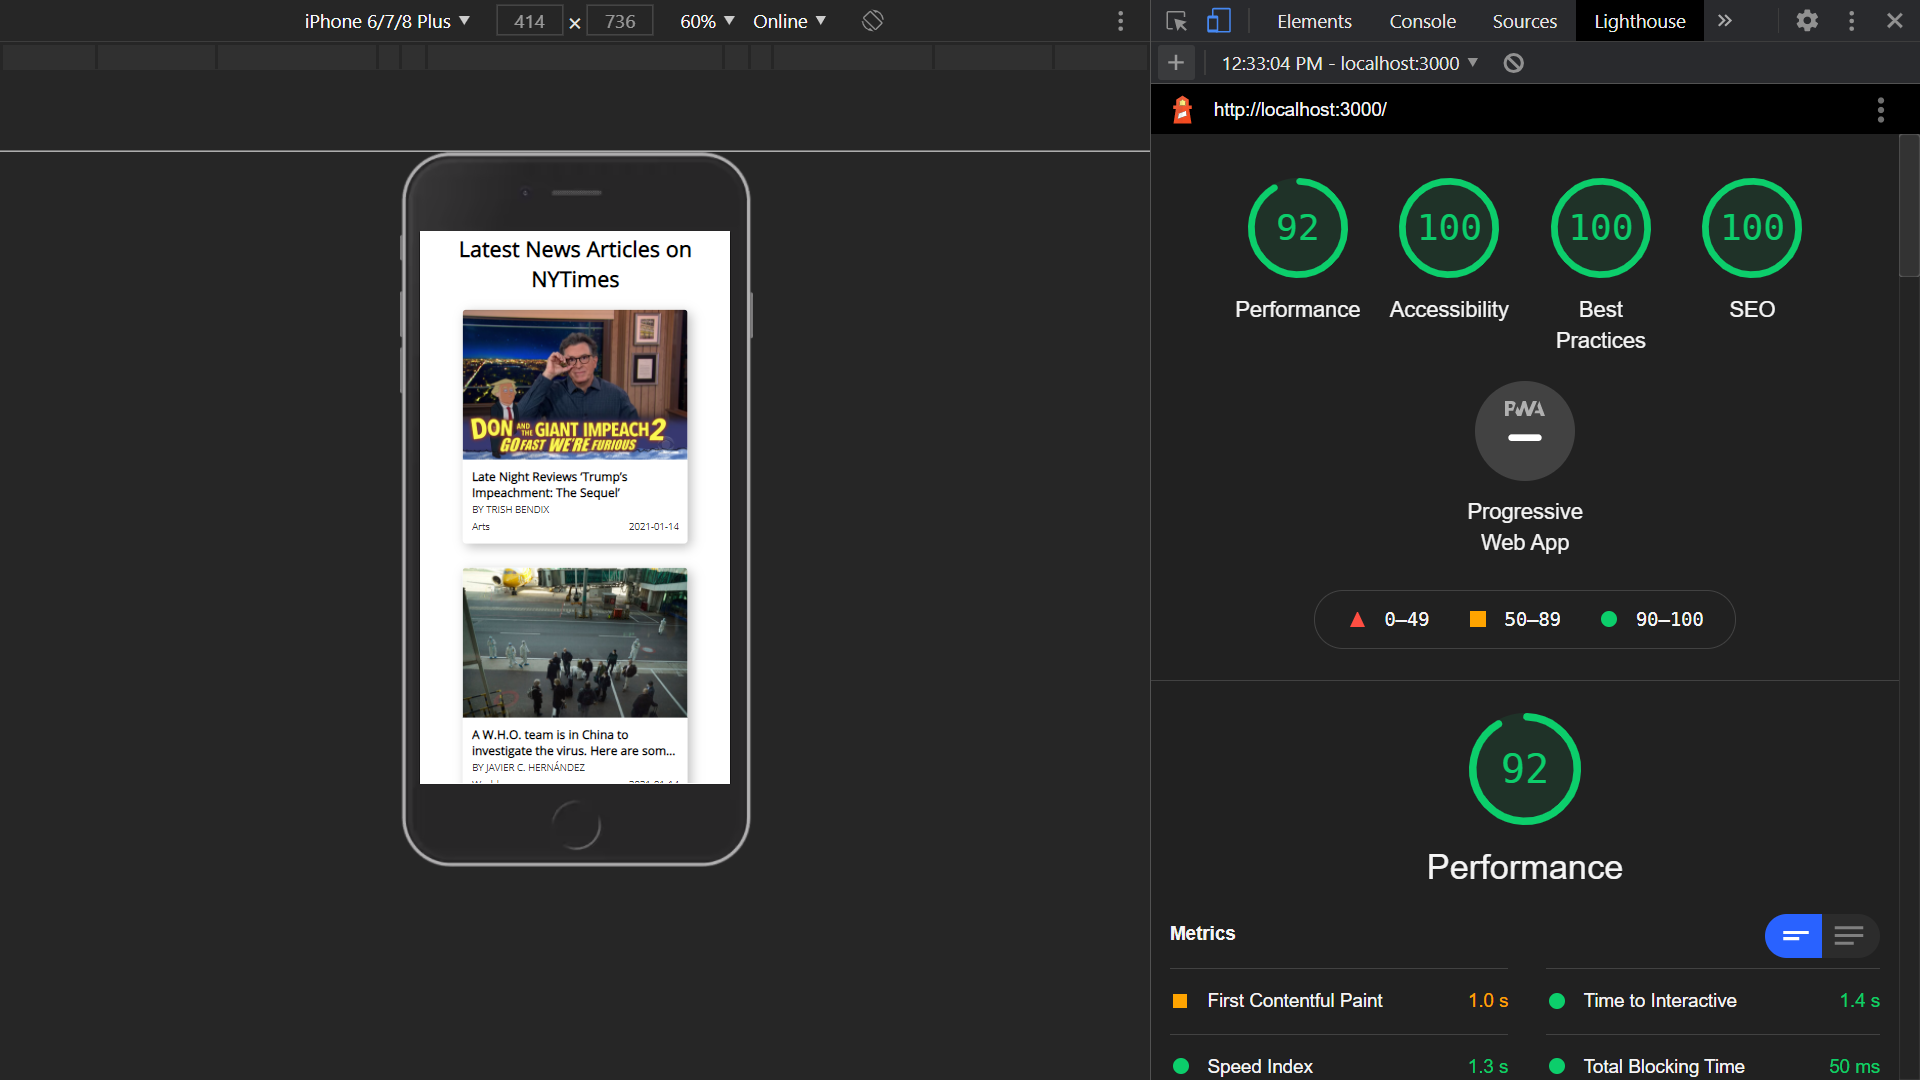 iPhone 6/7/8 Plus ▼ 414 × 736 60% ▼ Online ▼
Latest News Articles on
NYTimes
DON AND THE GIANT IMPEACH 2
GO FAST WE'RE FURIOUS
Late Night Reviews ‘Trump’s
Impeachment: The Sequel’
BY TRISH BENDIX
Arts 2021-01-14
A W.H.O. team is in China to
investigate the virus. Here are som...
BY JAVIER C. HERNÁNDEZ
Elements Console Sources Lighthouse »
12:33:04 PM - localhost:3000 ▼
http://localhost:3000/
92 100 100 100
Performance Accessibility Best
Practices SEO
PWA
Progressive
Web App
0–49 50–89 90–100
92
Performance
Metrics
First Contentful Paint 1.0 s
Time to Interactive 1.4 s
Speed Index 1.3 s
Total Blocking Time 50 ms